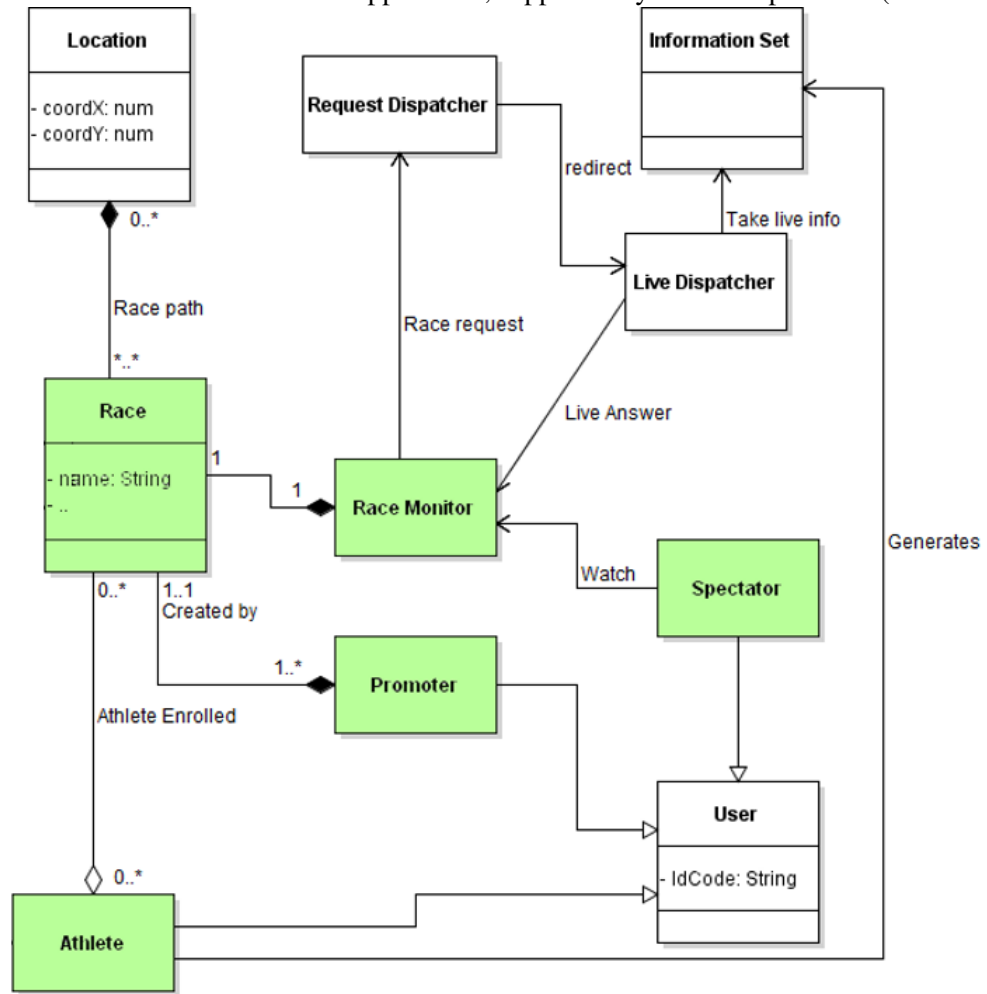 Location
- coordX: num
- coordY: num
0..*
Race path
*..*
Request Dispatcher
redirect
Information Set
Take live info
Live Dispatcher
Race request
Live Answer
Race
- name: String
- ..
1
1
Race Monitor
Generates
Watch
Spectator
0..*
1..1
Created by
1..*
Promoter
Athlete Enrolled
User
- IdCode: String
0..*
Athlete